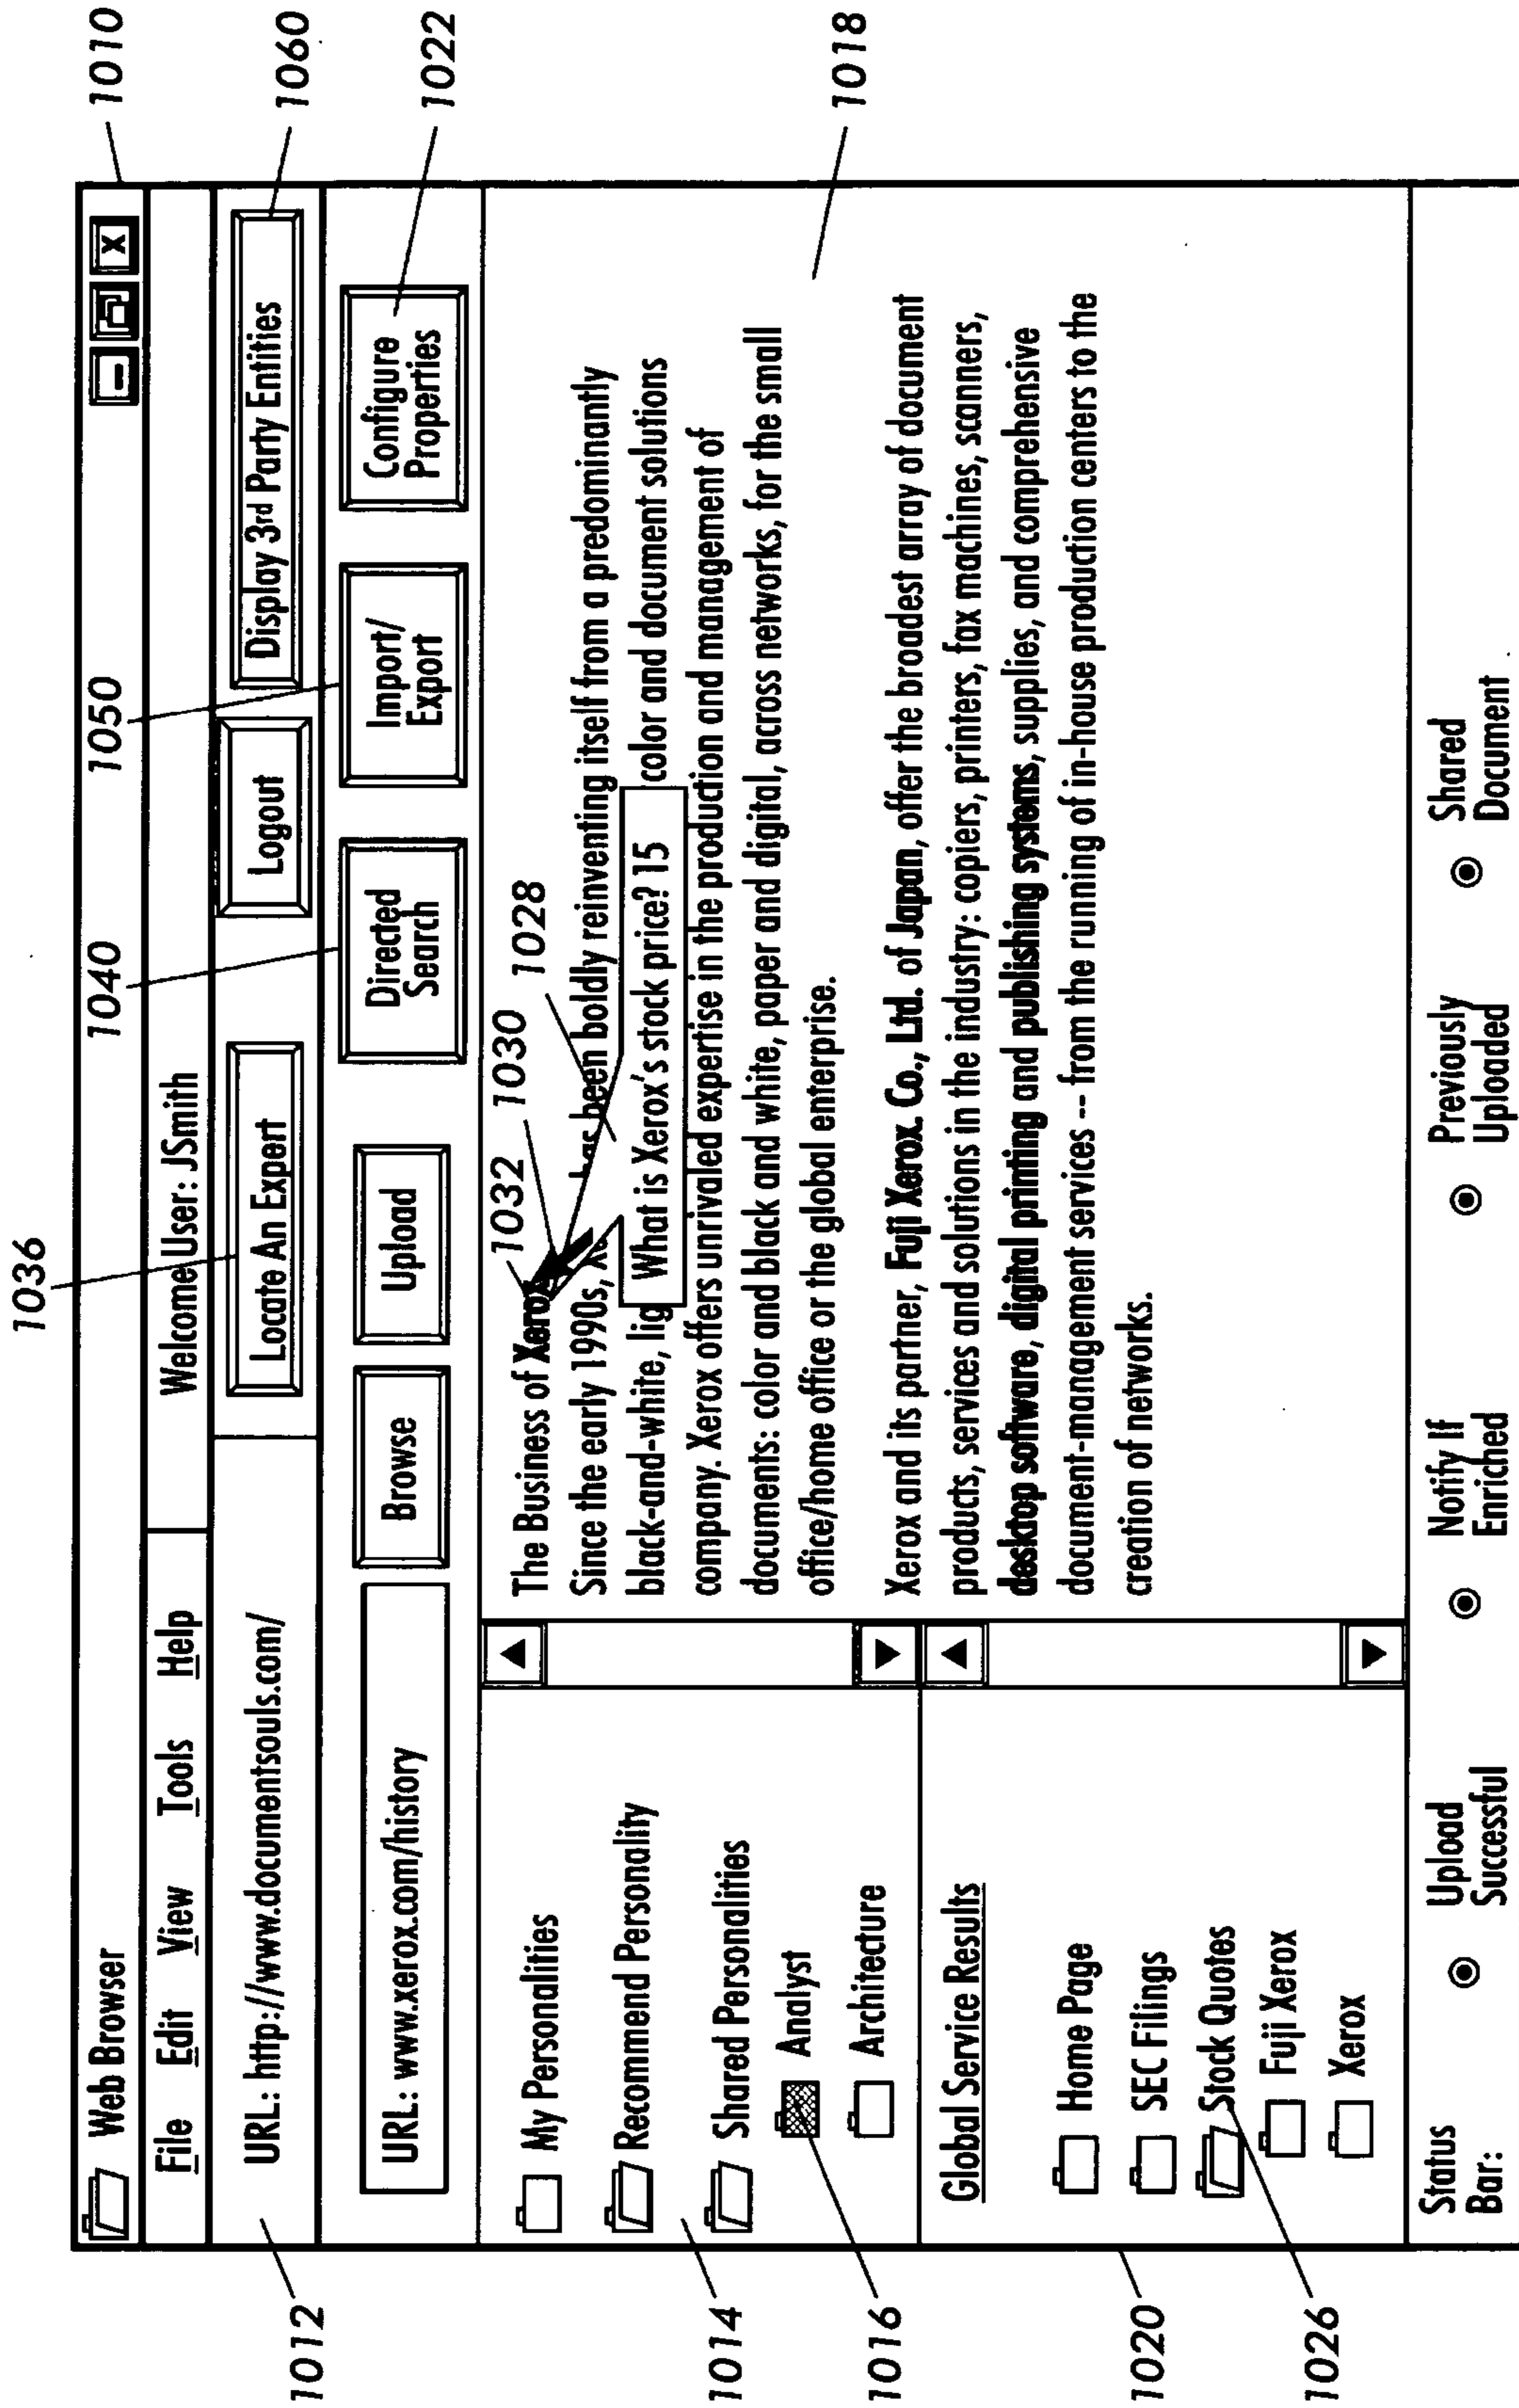 1036
1040
1050
1010
1060
1022
1018
Web Browser
File Edit View Tools Help
Welcome User: JSmith
URL: http://www.documentsouls.com/
Locate An Expert
Logout
Display 3rd Party Entities
URL: www.xerox.com/history
Browse
Upload
Directed
Search
Import/
Export
Configure
Properties
1012
1014
1016
1020
1026
My Personalities
Recommend Personality
Shared Personalities
Analyst
Architecture
Global Service Results
Home Page
SEC Filings
Stock Quotes
Fuji Xerox
Xerox
1032
1030
1028
The Business of Xerox
Since the early 1990s, has been boldly reinventing itself from a predominantly
black-and-white, lig color and document solutions
What is Xerox's stock price? 15
company. Xerox offers unrivaled expertise in the production and management of
documents: color and black and white, paper and digital, across networks, for the small
office/home office or the global enterprise.
Xerox and its partner, Fuji Xerox. Co., Ltd. of Japan, offer the broadest array of document
products, services and solutions in the industry: copiers, printers, fax machines, scanners,
desktop software, digital printing and publishing systems, supplies, and comprehensive
document-management services -- from the running of in-house production centers to the
creation of networks.
Status
Bar:
Upload
Successful
Notify If
Enriched
Previously
Uploaded
Shared
Document